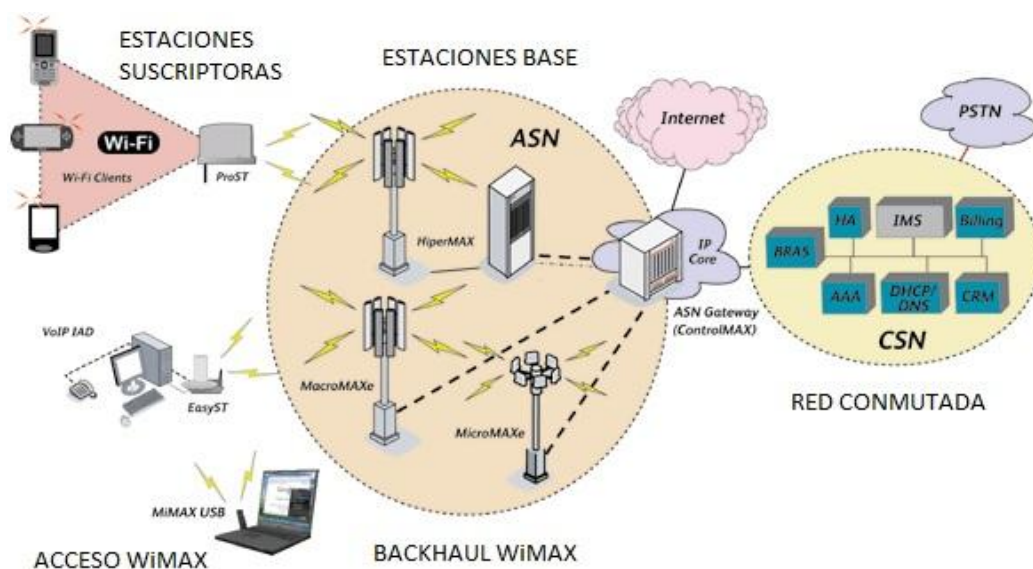 ESTACIONES
SUSCRIPTORAS
Wi-Fi
Wi-Fi Clients
ProST
ESTACIONES BASE
ASN
HiperMAX
Internet
IP
Core
ASN Gateway
(ControlMAX)
PSTN
HA
IMS
Billing
BRAS
AAA
DHCP/
DNS
CRM
CSN
RED CONMUTADA
VoIP IAD
EasyST
MacroMAXe
MicroMAXe
MiMAX USB
ACCESO WiMAX
BACKHAUL WiMAX